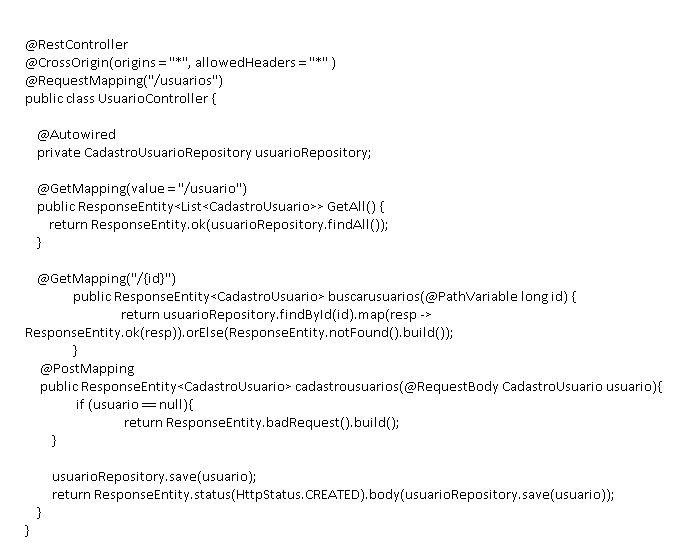 @RestController
@CrossOrigin(origins = "*", allowedHeaders = "*" )
@RequestMapping("/usuarios")
public class UsuarioController {
@Autowired
private CadastroUsuarioRepository usuarioRepository;
@GetMapping(value = "/usuario")
public ResponseEntity<List<CadastroUsuario>> GetAll() {
return ResponseEntity.ok(usuarioRepository.findAll());
}
@GetMapping("/{id}")
public ResponseEntity<CadastroUsuario> buscarusuarios(@PathVariable long id) {
return usuarioRepository.findById(id).map(resp ->
ResponseEntity.ok(resp)).orElse(ResponseEntity.notFound().build());
}
@PostMapping
public ResponseEntity<CadastroUsuario> cadastrousuarios(@RequestBody CadastroUsuario usuario){
if (usuario == null){
return ResponseEntity.badRequest().build();
}
usuarioRepository.save(usuario);
return ResponseEntity.status(HttpStatus.CREATED).body(usuarioRepository.save(usuario));
}
}